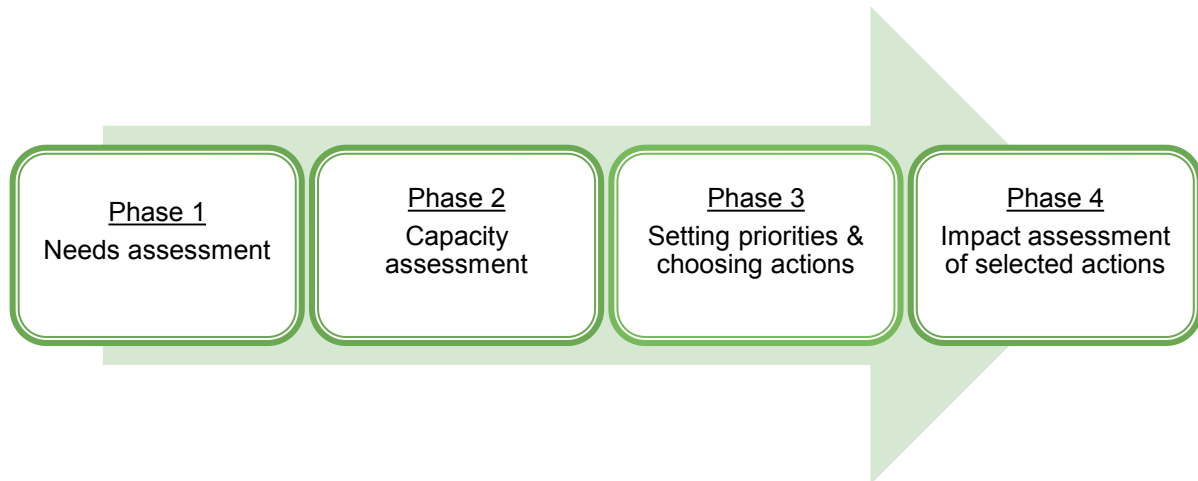 Phase 1
Needs assessment
Phase 2
Capacity
assessment
Phase 3
Setting priorities &
choosing actions
Phase 4
Impact assessment
of selected actions